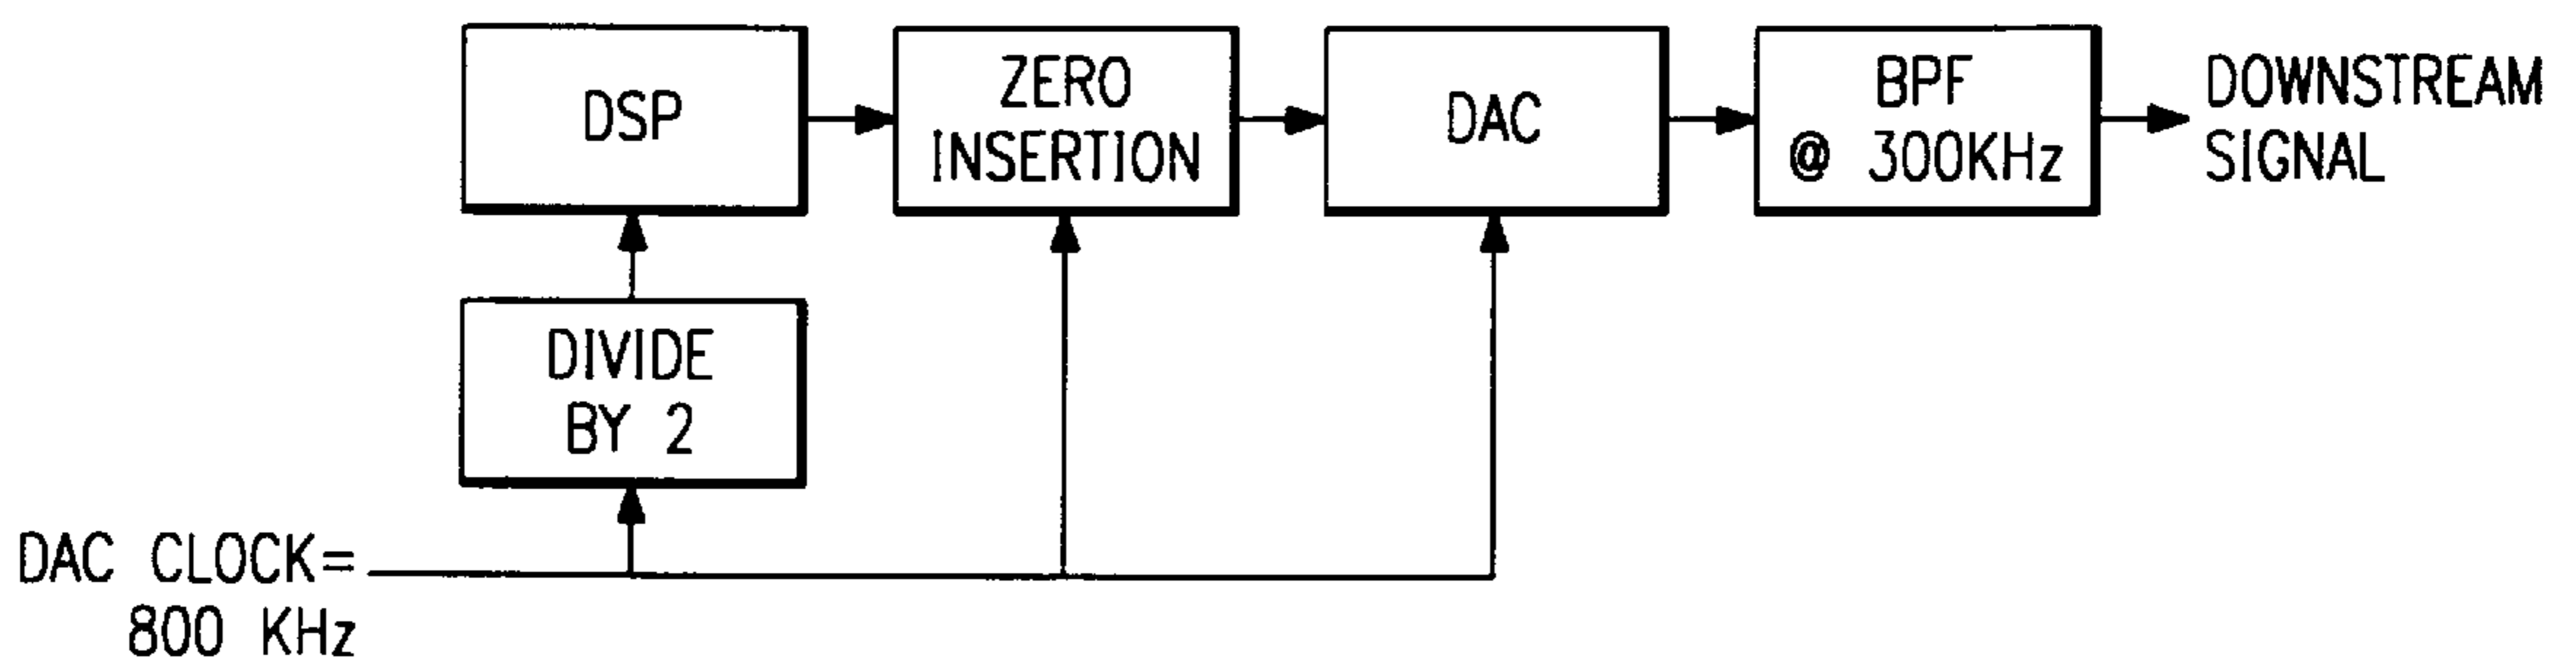 DSP
ZERO
INSERTION
DAC
BPF
@ 300KHz
DOWNSTREAM
SIGNAL
DIVIDE
BY 2
DAC CLOCK=
800 KHz